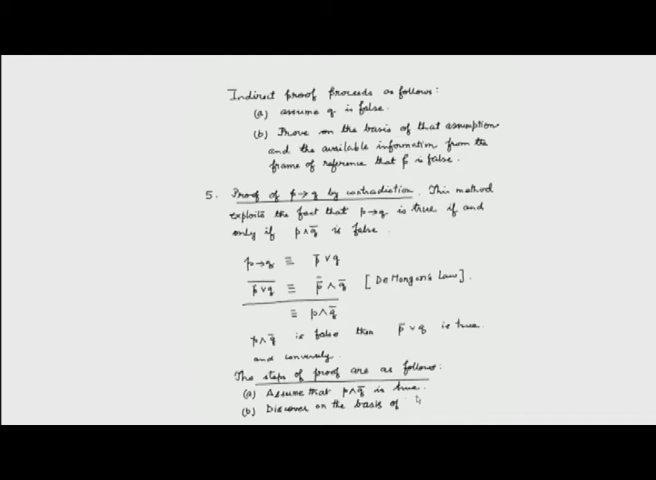 Indirect proof proceeds as follows:
(a) assume q is false.
(b) Prove on the basis of that assumption
and the available information from the
frame of reference that p is false.
5. Proof of p→q by contradiction. This method
exploits the fact that p→q is true if and
only if p∧q̅ is false.
p→q ≡ p̅ ∨ q
\overline{p̅ ∨ q} ≡ \overline{p̅} ∧ q̅ [De Morgan's Law].
≡ p∧q̅
p∧q̅ is false then p̅ ∨ q is true.
and conversely.
The steps of proof are as follows:
(a) Assume that p∧q̅ is true.
(b) Discover on the basis of